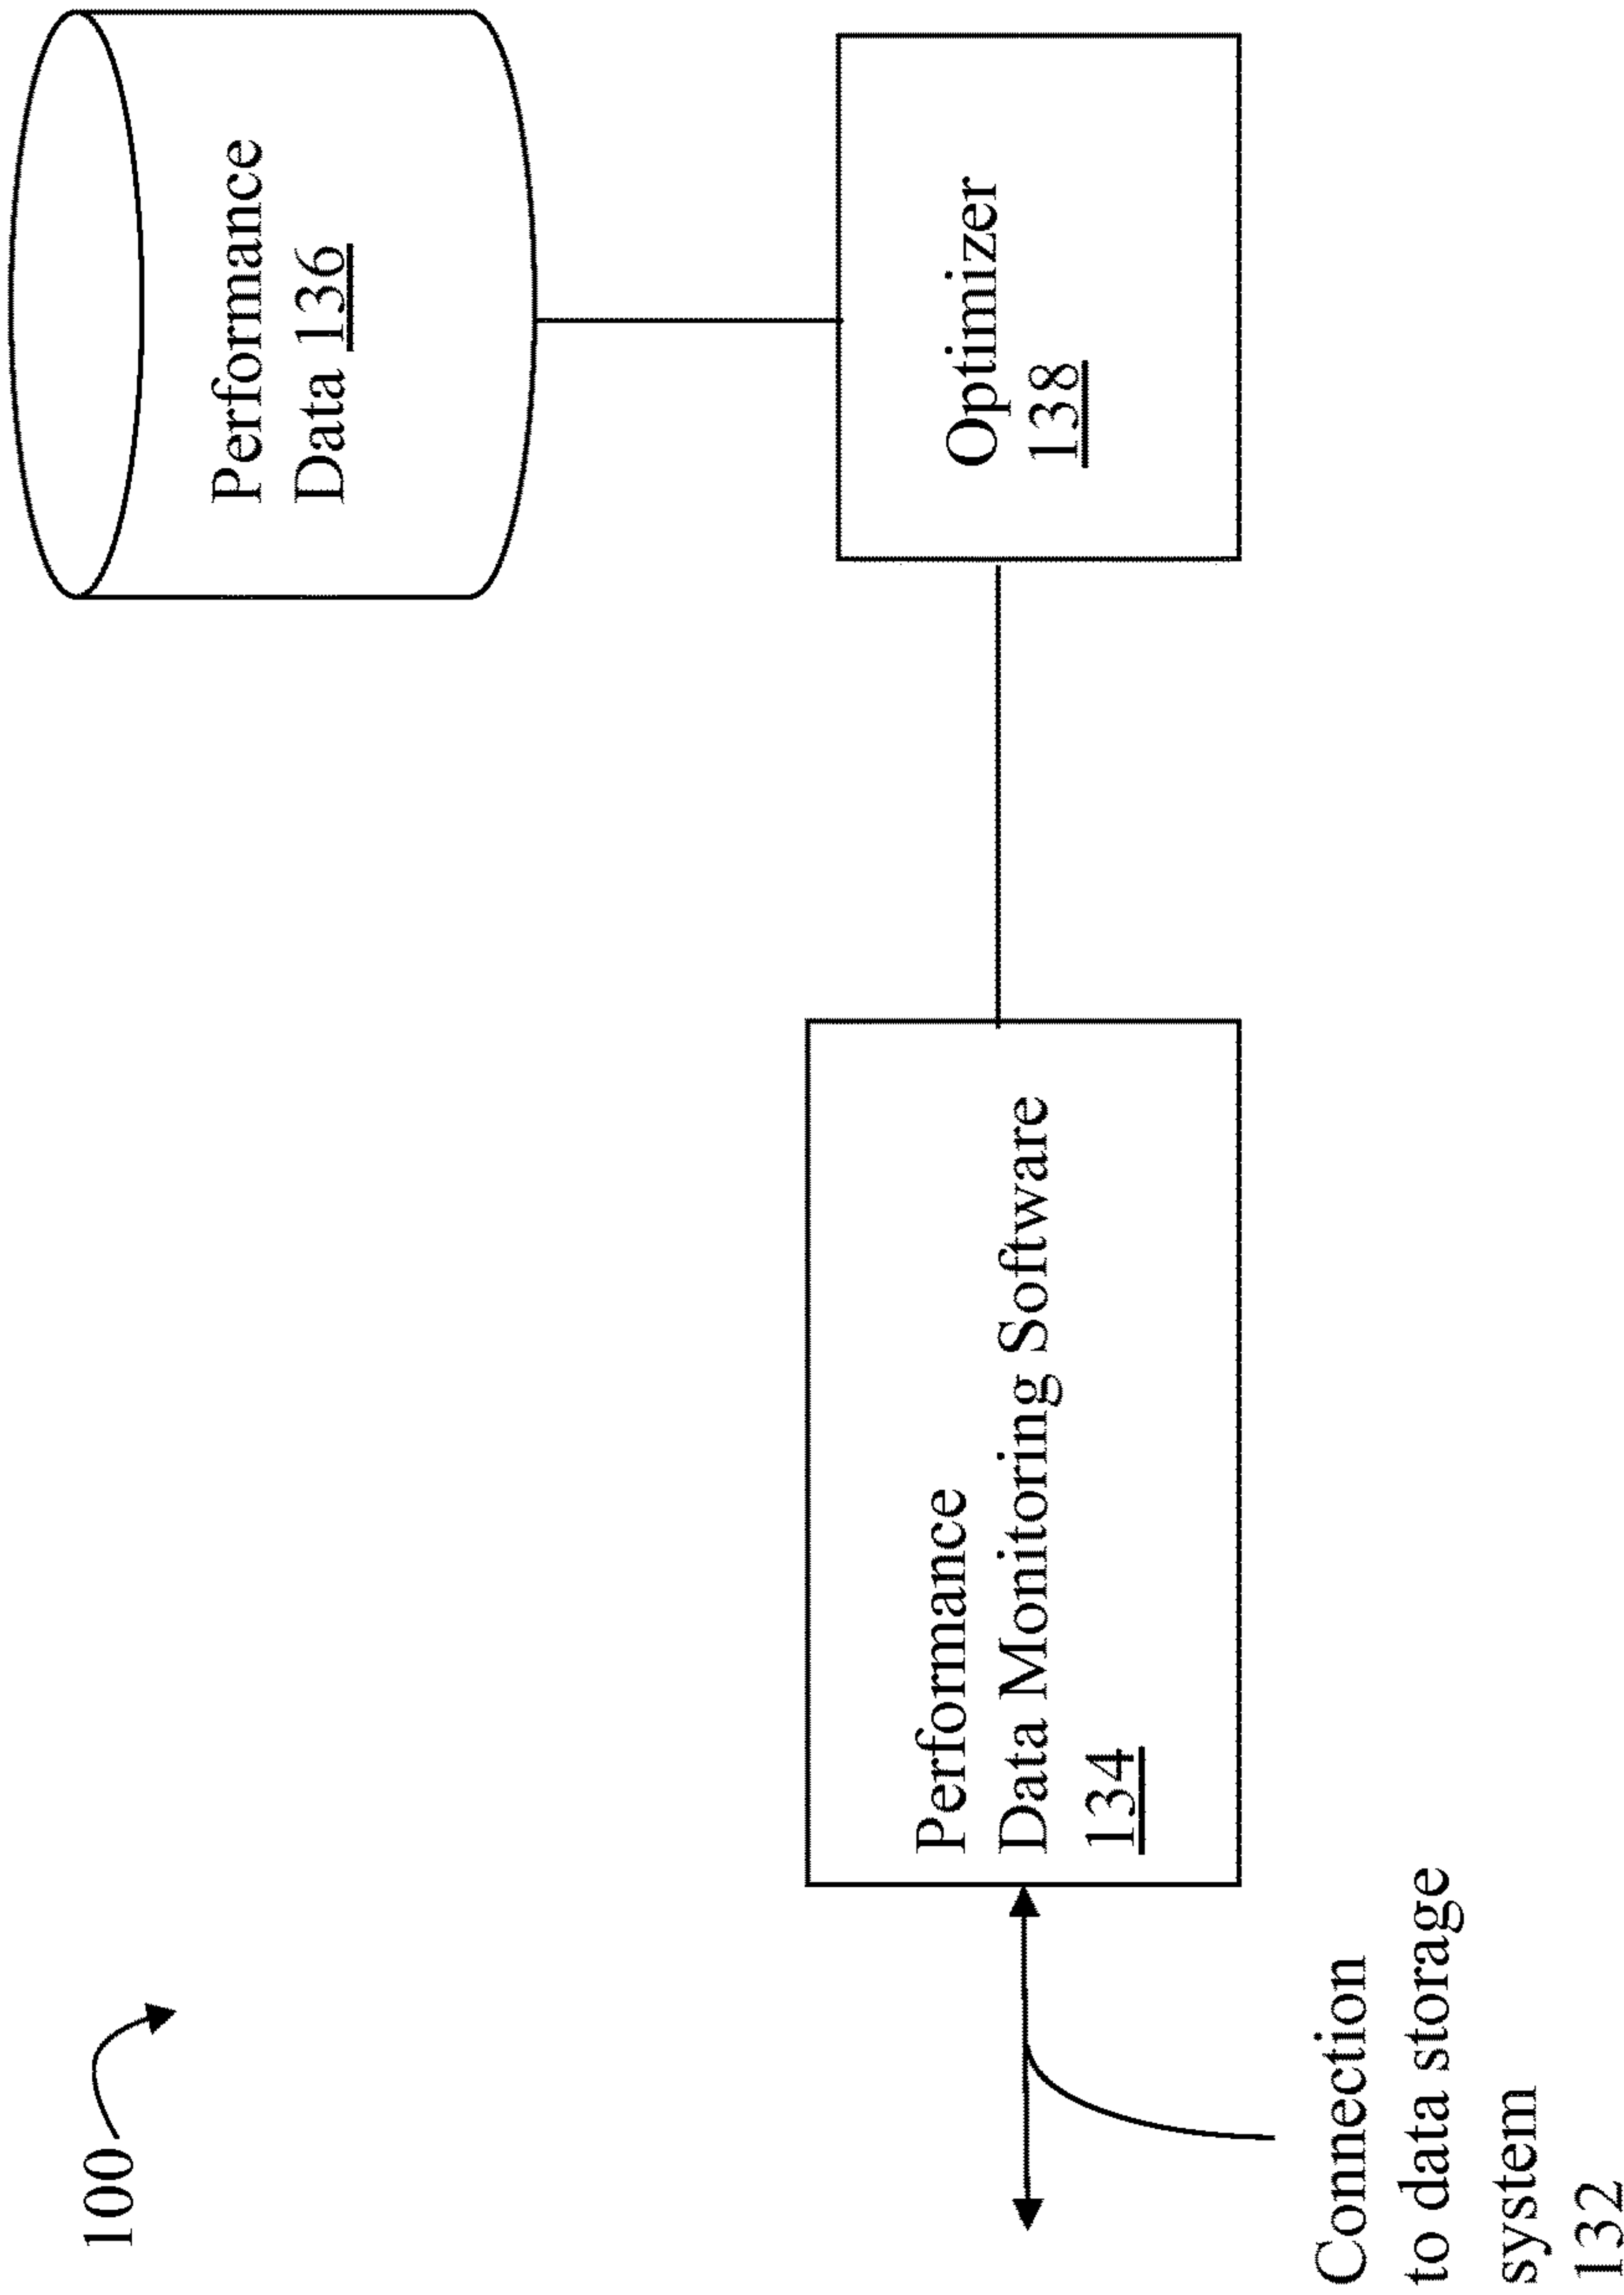 100
Performance
Data 136
Performance
Data Monitoring Software
134
Optimizer
138
Connection
to data storage
system
132